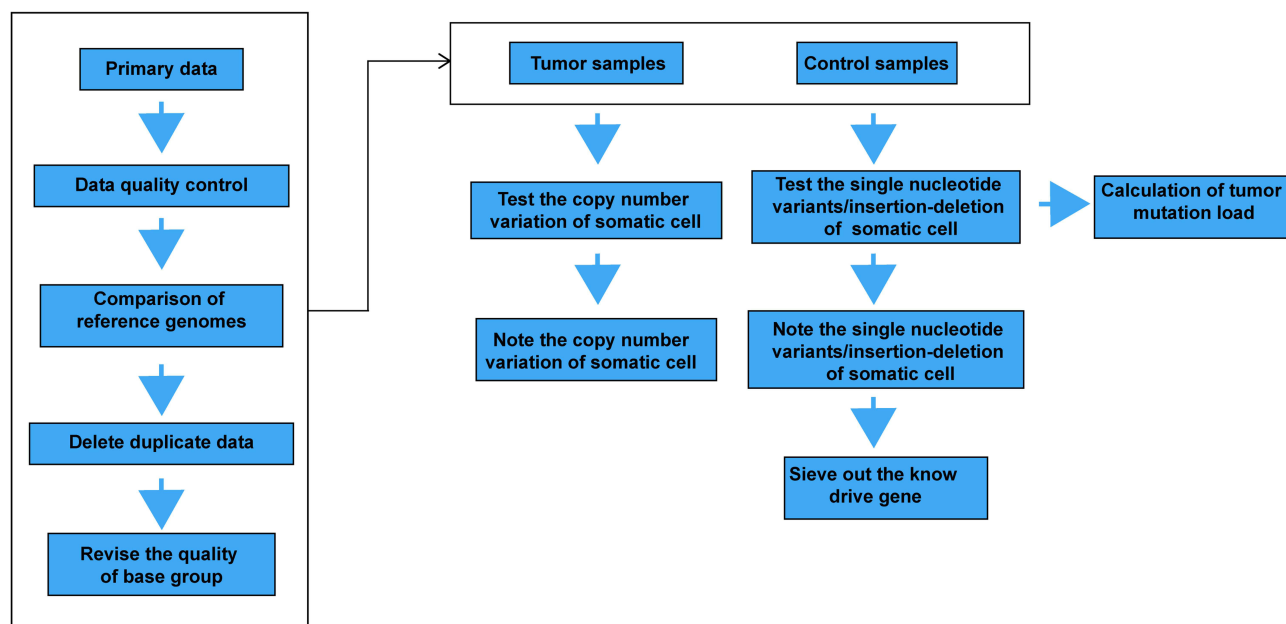 Primary data
Data quality control
Comparison of
reference genomes
Delete duplicate data
Revise the quality
of base group
Tumor samples
Control samples
Test the copy number
variation of somatic cell
Note the copy number
variation of somatic cell
Test the single nucleotide
variants/insertion-deletion
of somatic cell
Calculation of tumor
mutation load
Note the single nucleotide
variants/insertion-deletion
of somatic cell
Sieve out the know
drive gene